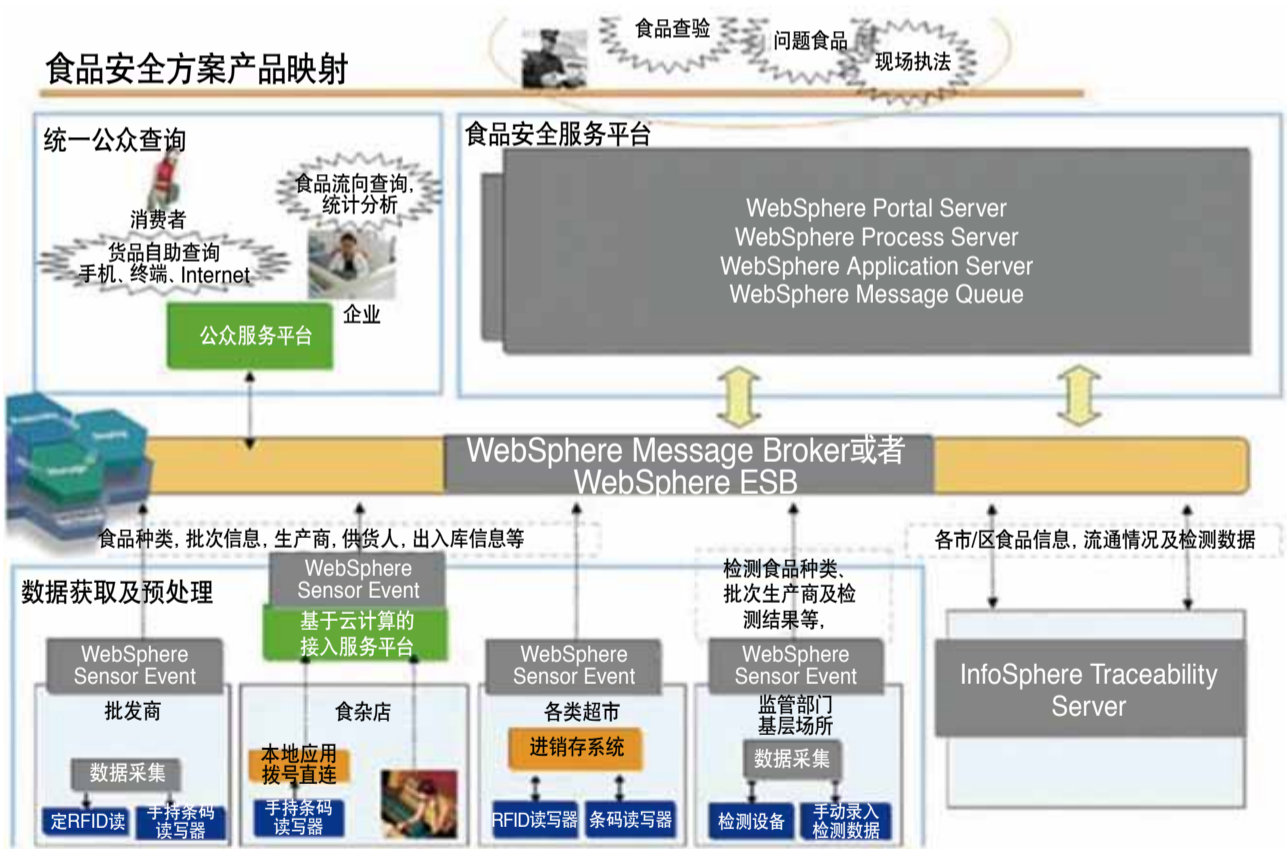 食品安全方案产品映射
食品查验
问题食品
现场执法
统一公众查询
消费者
货品自助查询
手机、终端、Internet
食品流向查询,
统计分析
企业
公众服务平台
食品安全服务平台
WebSphere Portal Server
WebSphere Process Server
WebSphere Application Server
WebSphere Message Queue
WebSphere Message Broker或者
WebSphere ESB
食品种类, 批次信息, 生产商, 供货人, 出入库信息等
检测食品种类、
批次生产商及检
测结果等,
各市/区食品信息, 流通情况及检测数据
数据获取及预处理
WebSphere
Sensor Event
基于云计算的
接入服务平台
WebSphere
Sensor Event
批发商
数据采集
定RFID读
手持条码
读写器
食杂店
本地应用
拨号直连
手持条码
读写器
WebSphere
Sensor Event
各类超市
进销存系统
RFID读写器
条码读写器
WebSphere
Sensor Event
监管部门
基层场所
数据采集
检测设备
手动录入
检测数据
InfoSphere Traceability
Server